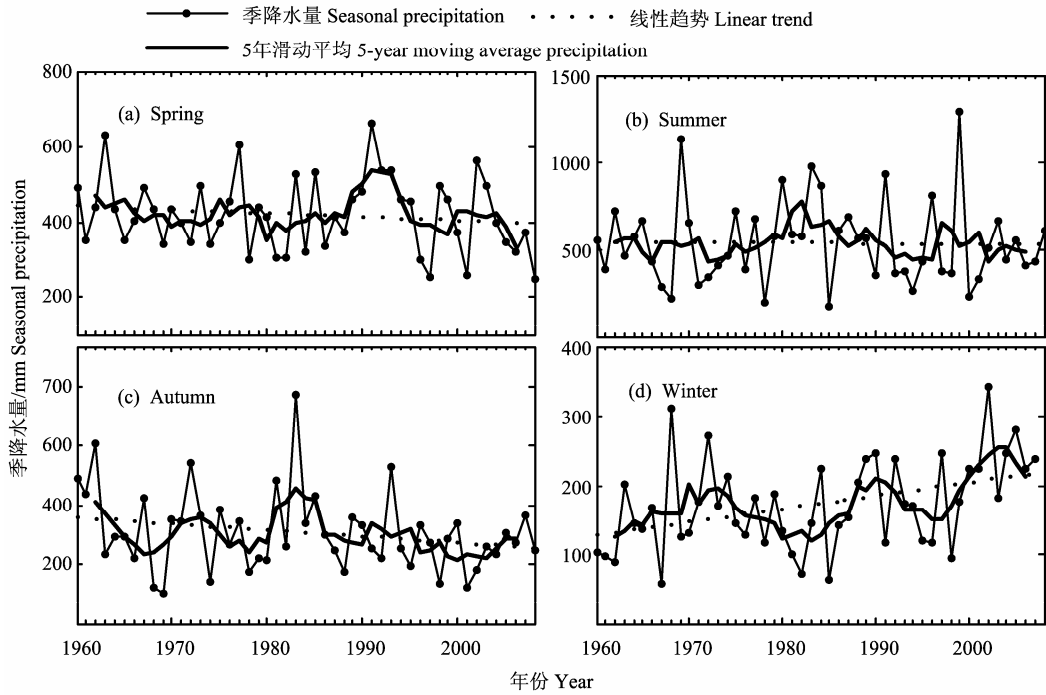 季降水量 Seasonal precipitation 线性趋势 Linear trend
5年滑动平均 5-year moving average precipitation
季降水量/mm Seasonal precipitation
800
600
400
200
(a) Spring
1500
1000
500
0
(b) Summer
700
600
400
200
(c) Autumn
1960 1970 1980 1990 2000
400
300
200
100
(d) Winter
1960 1970 1980 1990 2000
年份 Year